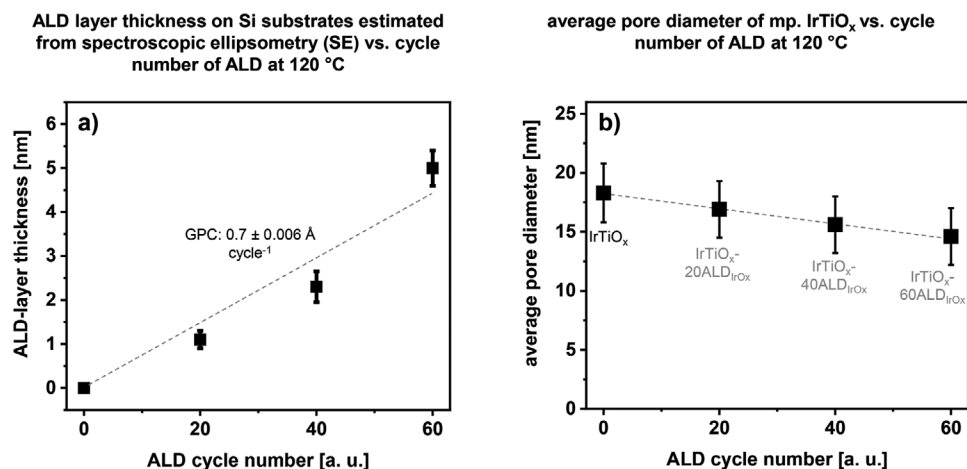 ALD layer thickness on Si substrates estimated
from spectroscopic ellipsometry (SE) vs. cycle
number of ALD at 120 °C
a)
ALD-layer thickness [nm]
6
5
4
3
2
1
0
GPC: 0.7 ± 0.006 Å
cycle⁻¹
0
20
40
60
ALD cycle number [a. u.]
average pore diameter of mp. IrTiOₓ vs. cycle
number of ALD at 120 °C
b)
average pore diameter [nm]
25
20
15
10
5
0
IrTiOₓ
IrTiOₓ-
20ALD_IrOx
IrTiOₓ-
40ALD_IrOx
IrTiOₓ-
60ALD_IrOx
0
20
40
60
ALD cycle number [a. u.]